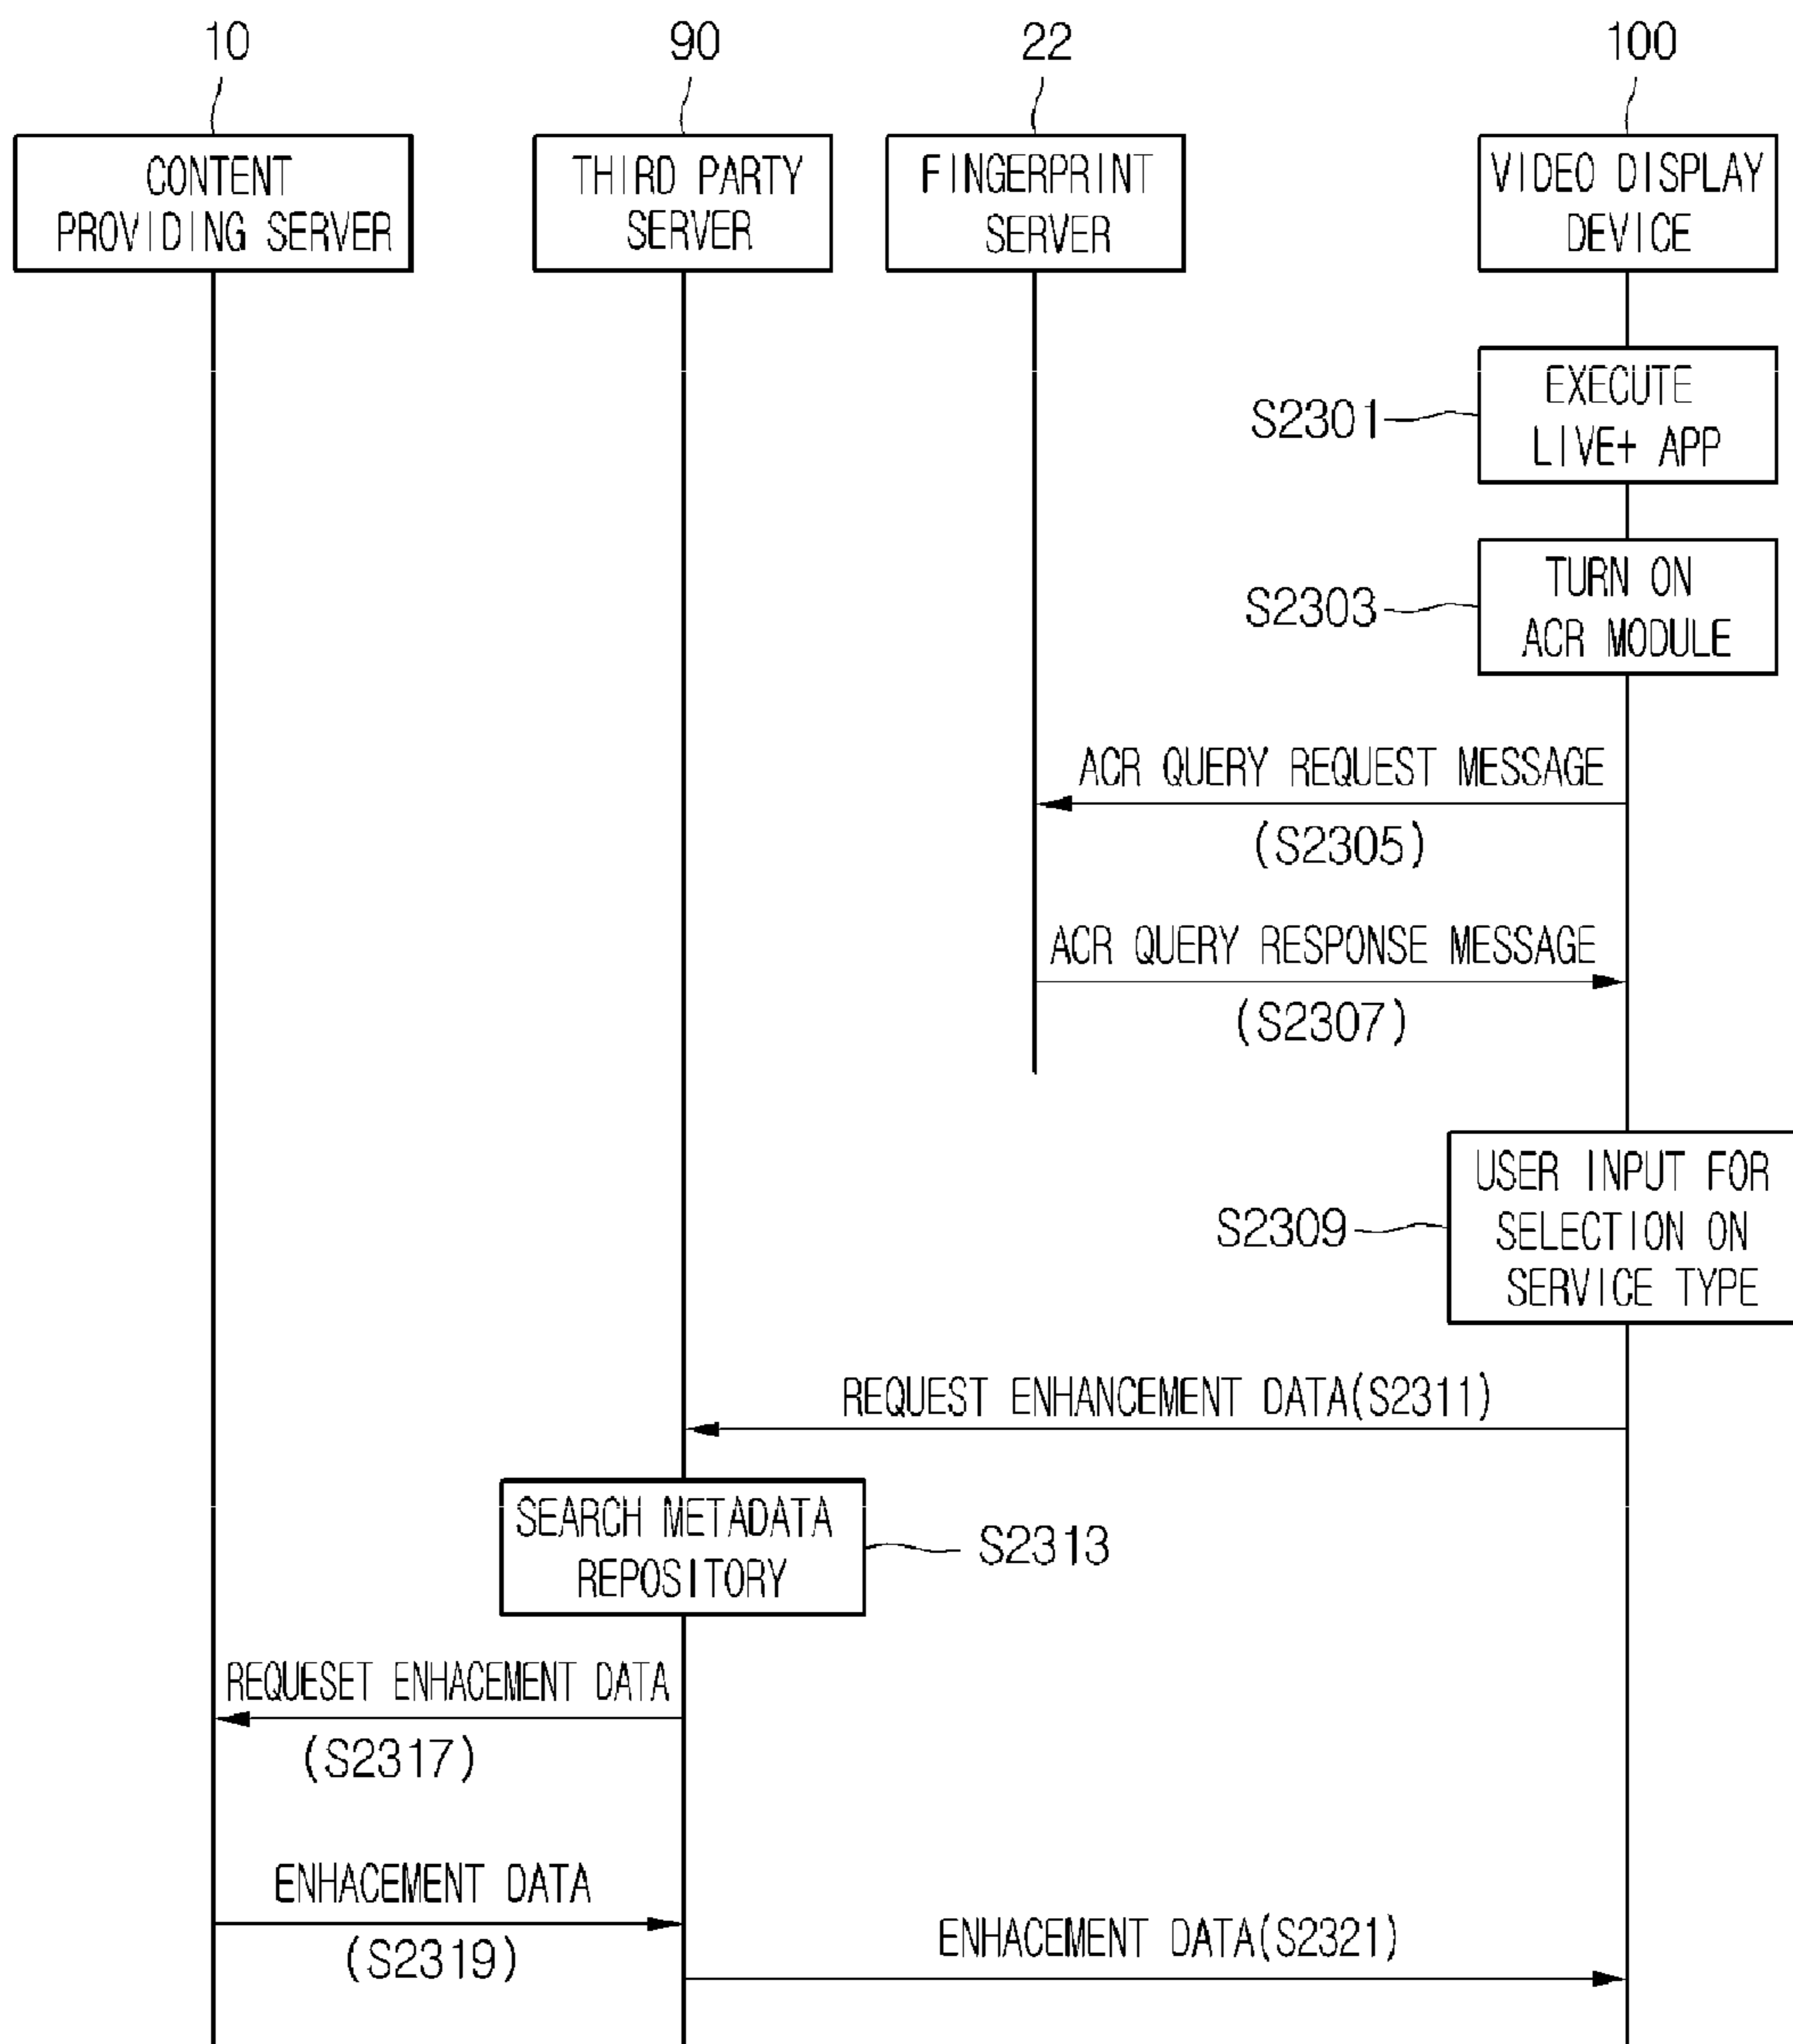 10
90
22
100
CONTENT
PROVIDING SERVER
THIRD PARTY
SERVER
FINGERPRINT
SERVER
VIDEO DISPLAY
DEVICE
S2301
EXECUTE
LIVE+ APP
S2303
TURN ON
ACR MODULE
ACR QUERY REQUEST MESSAGE
(S2305)
ACR QUERY RESPONSE MESSAGE
(S2307)
S2309
USER INPUT FOR
SELECTION ON
SERVICE TYPE
REQUEST ENHANCEMENT DATA(S2311)
SEARCH METADATA
REPOSITORY
S2313
REQUESET ENHACEMENT DATA
(S2317)
ENHACEMENT DATA
(S2319)
ENHACEMENT DATA(S2321)